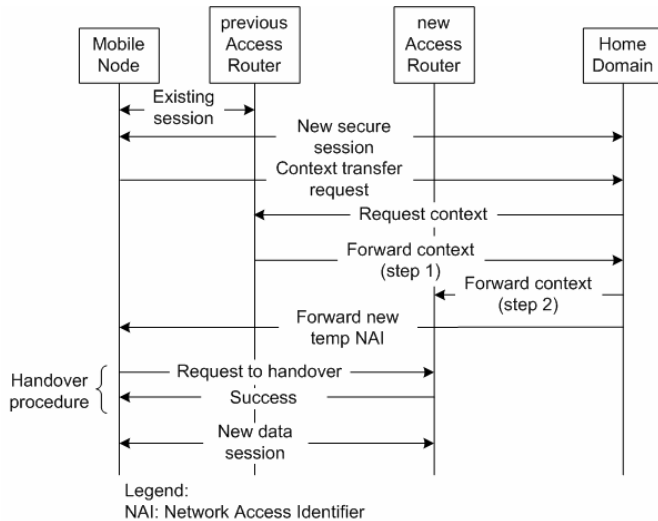 Mobile
Node
previous
Access
Router
new
Access
Router
Home
Domain
Existing
session
New secure
session
Context transfer
request
Request context
Forward context
(step 1)
Forward context
(step 2)
Forward new
temp NAI
Handover
procedure
Request to handover
Success
New data
session
Legend:
NAI: Network Access Identifier